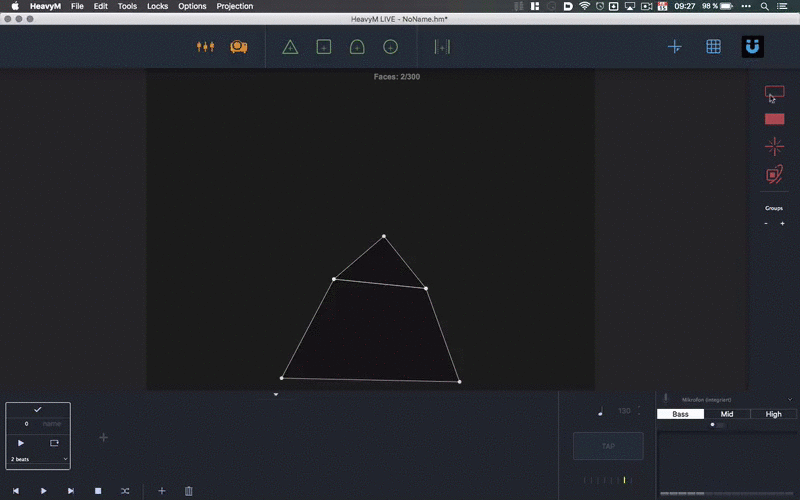 HeavyM File Edit Tools Locks Options Projection 09:27 98 %
HeavyM LIVE - NoName.hm*
Faces: 2/300
Groups
- +
0 name
2 beats
130
TAP
Mikrofon (integriert)
Bass Mid High